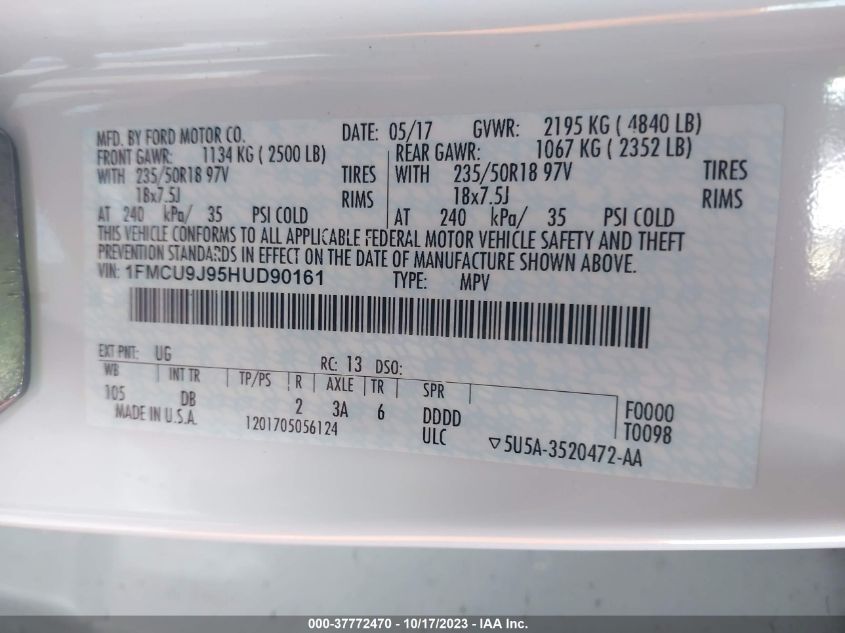 MFD. BY FORD MOTOR CO. DATE: 05/17 GVWR: 2195 KG ( 4840 LB)
FRONT GAWR: 1134 KG ( 2500 LB) REAR GAWR: 1067 KG ( 2352 LB)
WITH 235/50R18 97V TIRES WITH 235/50R18 97V TIRES
18x7.5J RIMS 18x7.5J RIMS
AT 240 kPa/ 35 PSI COLD AT 240 kPa/ 35 PSI COLD
THIS VEHICLE CONFORMS TO ALL APPLICABLE FEDERAL MOTOR VEHICLE SAFETY AND THEFT
PREVENTION STANDARDS IN EFFECT ON THE DATE OF MANUFACTURE SHOWN ABOVE.
VIN: 1FMCU9J95HUD90161 TYPE: MPV
EXT PNT: UG RC: 13 DSO:
WB INT TR TP/PS R AXLE TR SPR
105 DB 2 3A 6 DDDD F0000
MADE IN U.S.A. 1201705056124 ULC T0098
▽5U5A-3520472-AA
000-37772470 - 10/17/2023 - IAA, Inc.